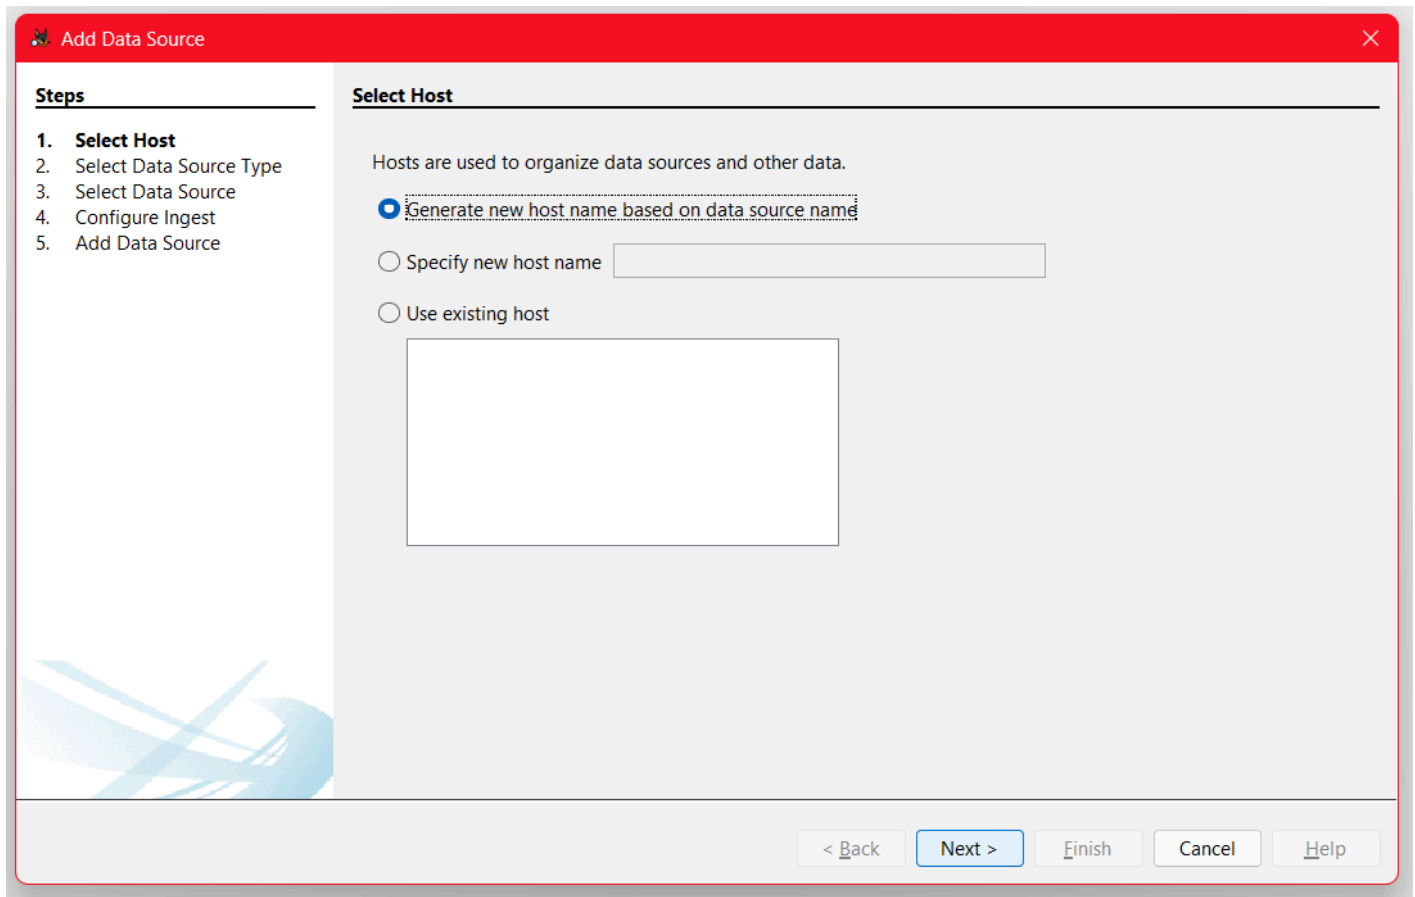 Add Data Source
Steps
1. Select Host
2. Select Data Source Type
3. Select Data Source
4. Configure Ingest
5. Add Data Source
Select Host
Hosts are used to organize data sources and other data.
Generate new host name based on data source name
Specify new host name
Use existing host
< Back Next > Finish Cancel Help